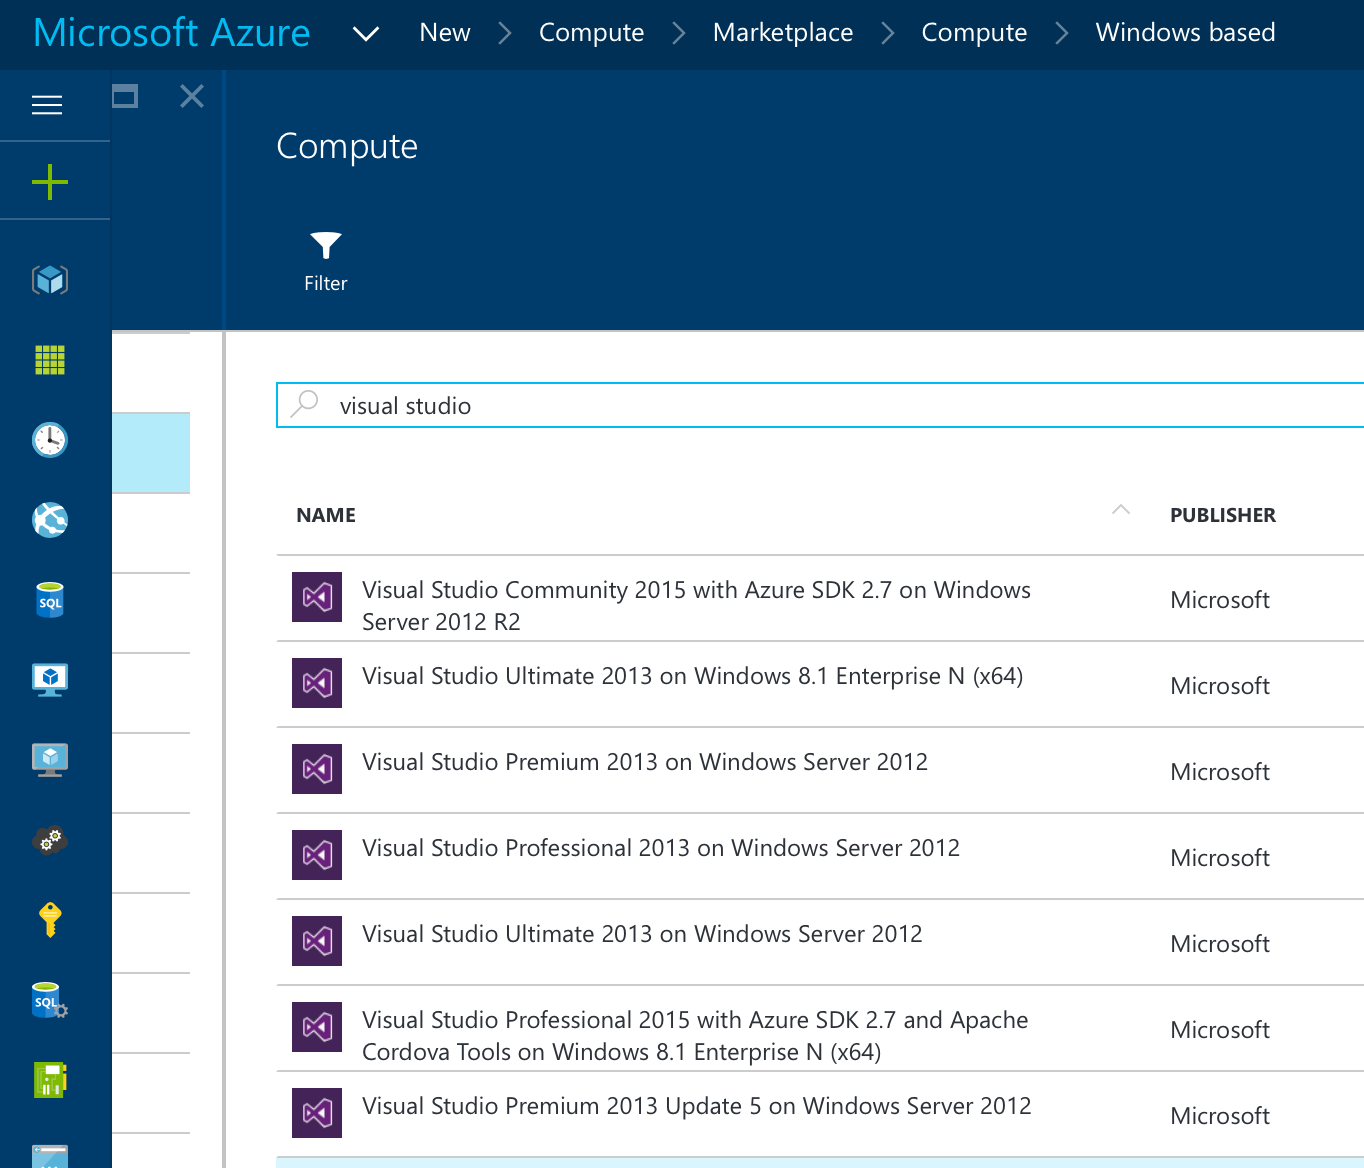 Microsoft Azure New Compute Marketplace Compute Windows based
Compute
Filter
visual studio
NAME PUBLISHER
Visual Studio Community 2015 with Azure SDK 2.7 on Windows
Server 2012 R2
Microsoft
Visual Studio Ultimate 2013 on Windows 8.1 Enterprise N (x64)
Microsoft
Visual Studio Premium 2013 on Windows Server 2012
Microsoft
Visual Studio Professional 2013 on Windows Server 2012
Microsoft
Visual Studio Ultimate 2013 on Windows Server 2012
Microsoft
Visual Studio Professional 2015 with Azure SDK 2.7 and Apache
Cordova Tools on Windows 8.1 Enterprise N (x64)
Microsoft
Visual Studio Premium 2013 Update 5 on Windows Server 2012
Microsoft
SQL
SQL